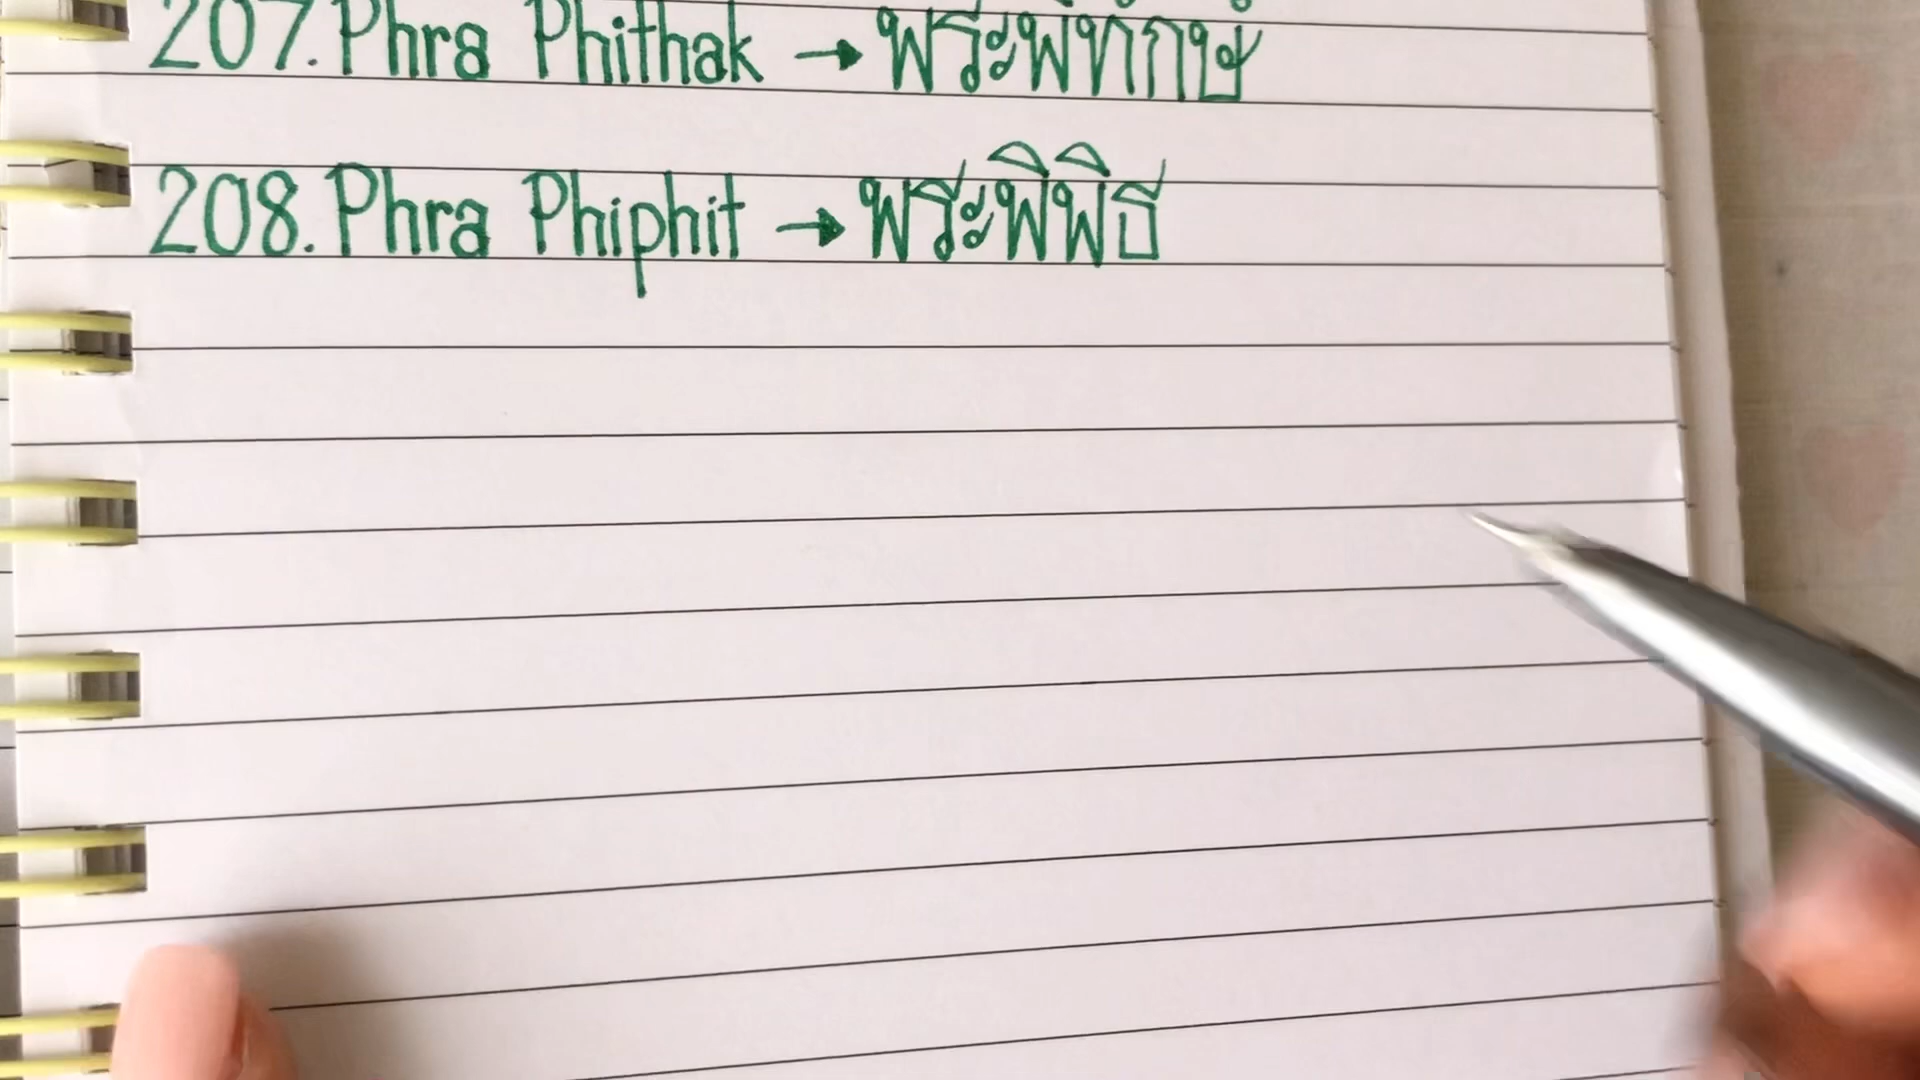 207. Phra Phithak → พระพิทักษ์
208. Phra Phiphit → พระพิพิธ